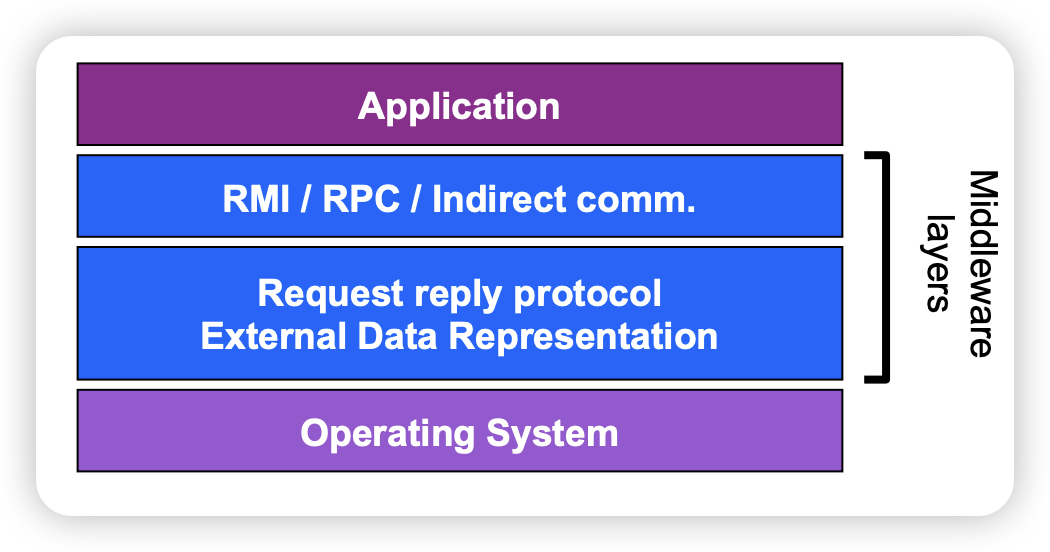 Application
RMI / RPC / Indirect comm.
Request reply protocol
External Data Representation
Operating System
Middleware
layers